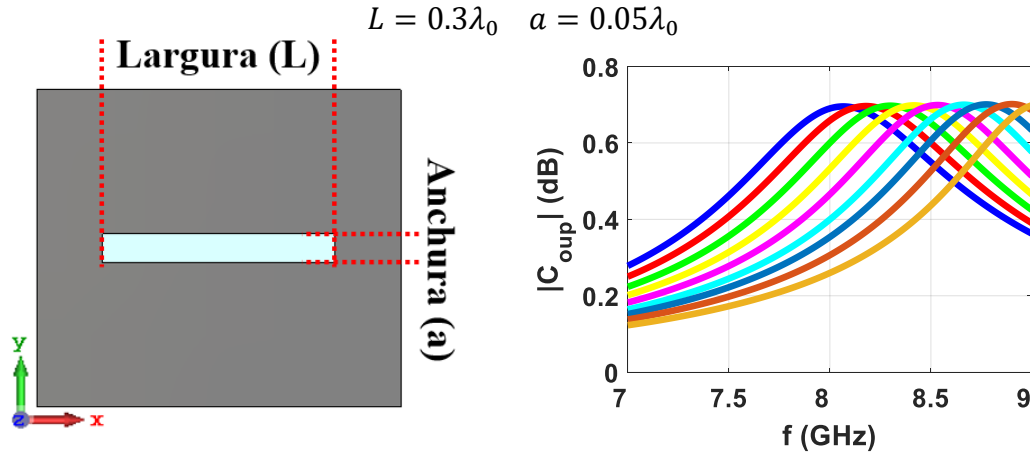 L = 0.3λ₀ a = 0.05λ₀
Largura (L)
Anchura (a)
y
z
x
0.8
0.6
0.4
0.2
0
|C_oup| (dB)
7
7.5
8
8.5
9
f (GHz)